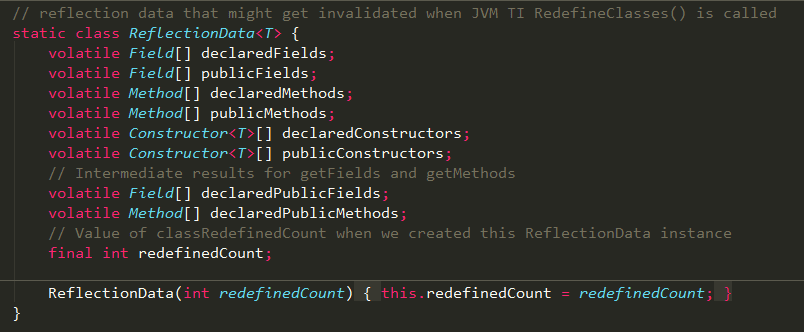 // reflection data that might get invalidated when JVM TI RedefineClasses() is called
static class ReflectionData<T> {
    volatile Field[] declaredFields;
    volatile Field[] publicFields;
    volatile Method[] declaredMethods;
    volatile Method[] publicMethods;
    volatile Constructor<T>[] declaredConstructors;
    volatile Constructor<T>[] publicConstructors;
    // Intermediate results for getFields and getMethods
    volatile Field[] declaredPublicFields;
    volatile Method[] declaredPublicMethods;
    // Value of classRedefinedCount when we created this ReflectionData instance
    final int redefinedCount;

    ReflectionData(int redefinedCount) { this.redefinedCount = redefinedCount; }
}